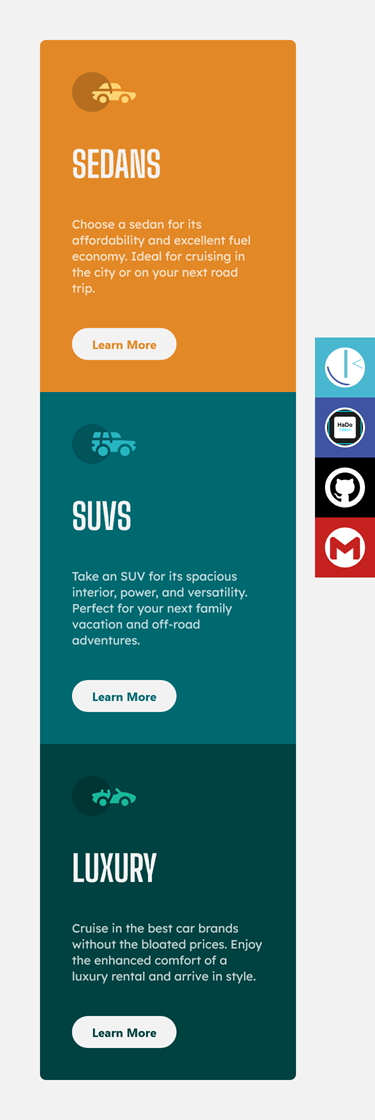 SEDANS
Choose a sedan for its
affordability and excellent fuel
economy. Ideal for cruising in
the city or on your next road
trip.
Learn More
SUVS
Take an SUV for its spacious
interior, power, and versatility.
Perfect for your next family
vacation and off-road
adventures.
Learn More
HaDo
LUXURY
Cruise in the best car brands
without the bloated prices. Enjoy
the enhanced comfort of a
luxury rental and arrive in style.
Learn More